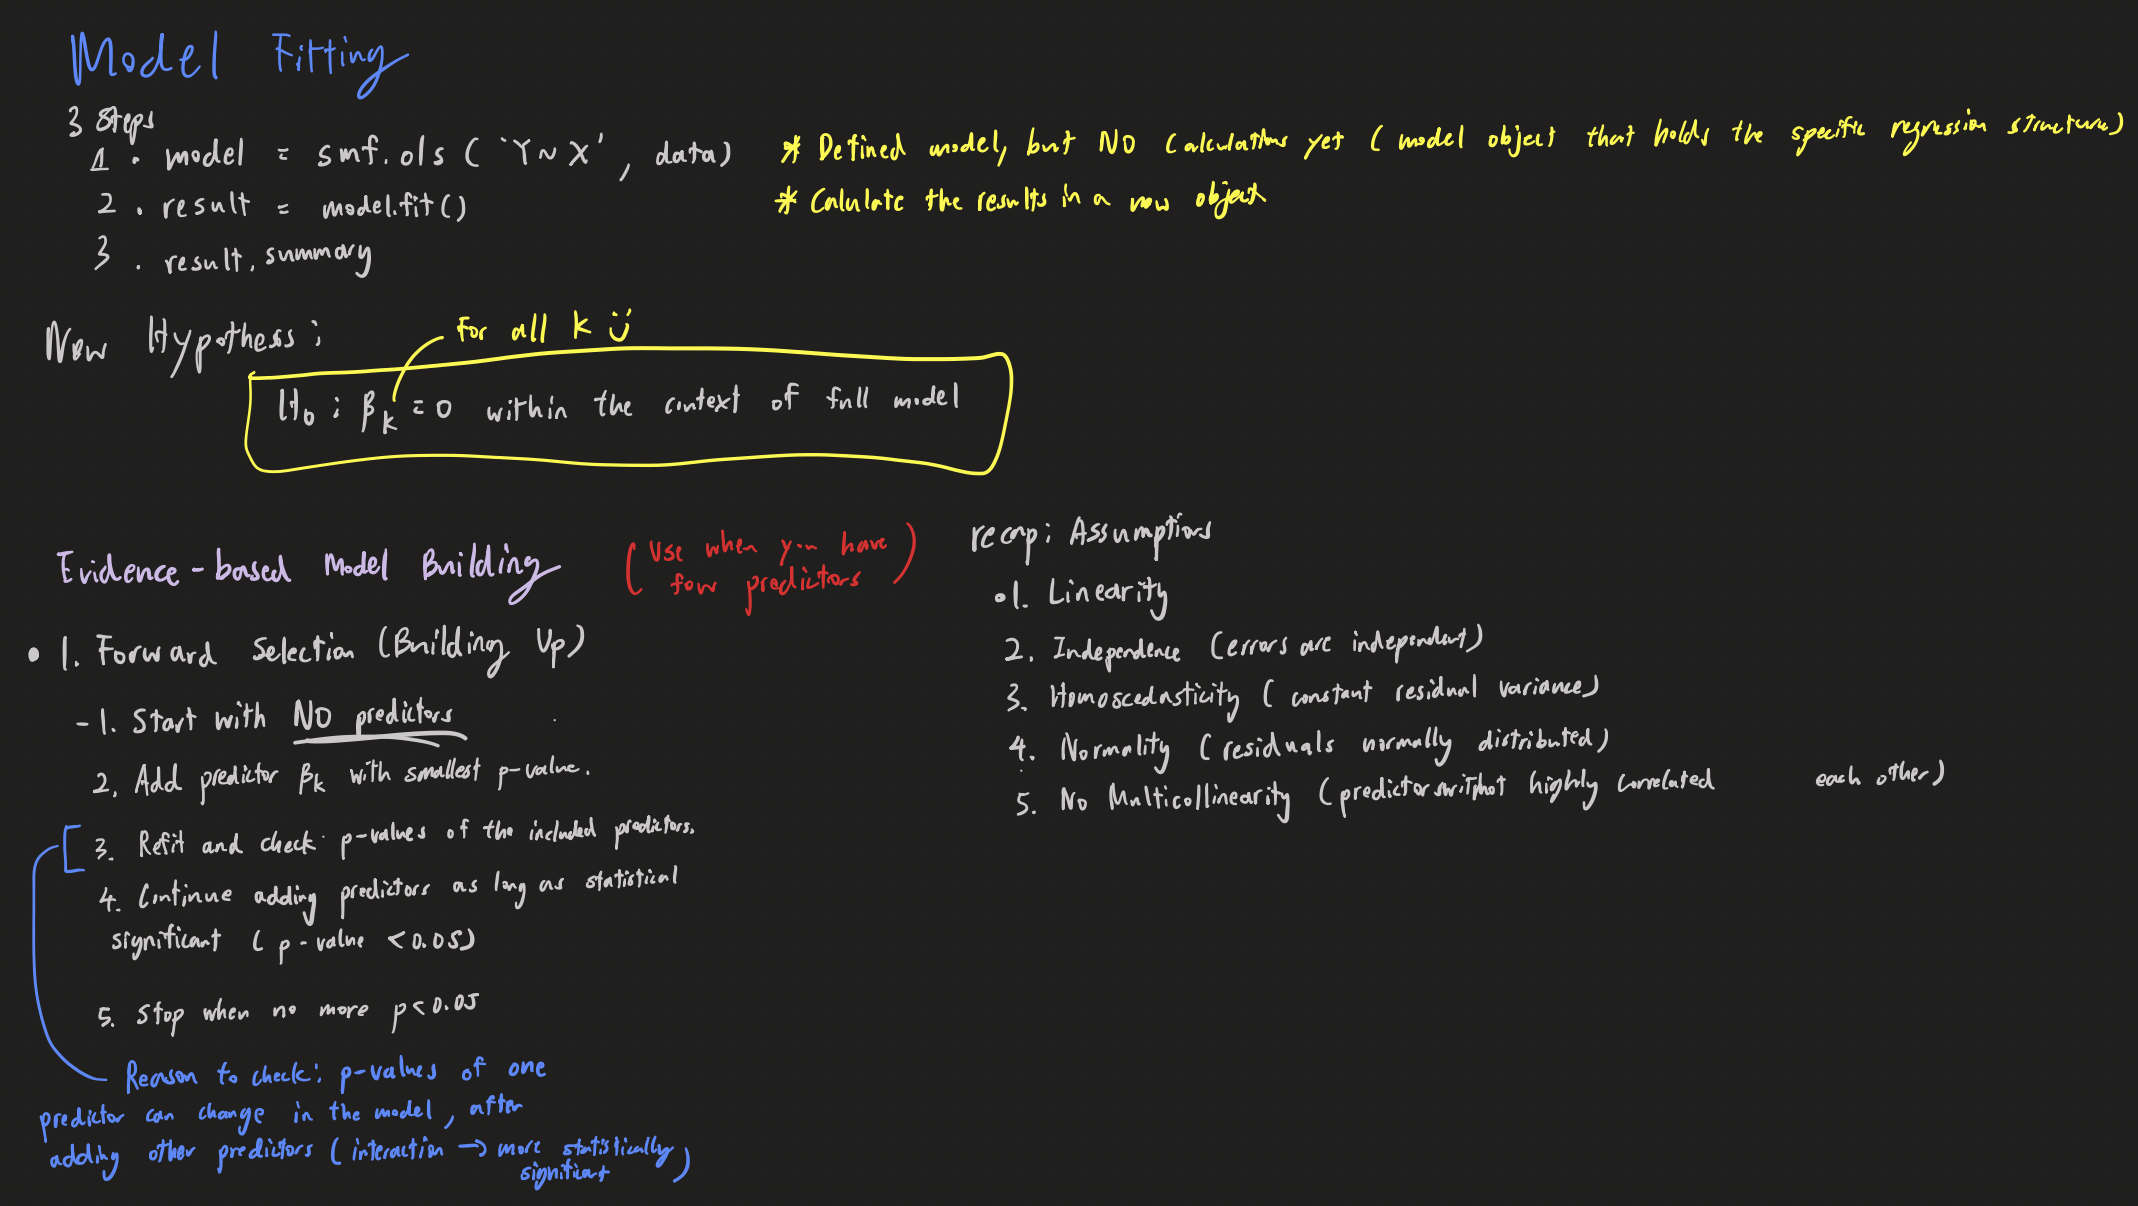 Model Fitting
3 Steps
1. model = smf.ols ('Y~X', data) * Defined model, but NO Calculations yet (model object that holds the specific regression structure)
2. result = model.fit() * Calulate the results in a new object
3. result.summary
New Hypothess:
For all k
H0: βk = 0 within the context of full model
Evidence-based Model Building (Use when you have few predictors)
1. Forward Selection (Building Up)
-1. Start with NO predictors
2. Add predictor βk with smallest p-value.
3. Refit and check p-values of the included predictors.
4. Continue adding predictors as long as statistical
significant (p-value <0.05)
5. Stop when no more p<0.05
Reason to check: p-values of one
predictor can change in the model, after
adding other predictors (interaction → more statistically
significant)
recap: Assumptions
1. Linearity
2. Independence (errors are independent)
3. Homoscedasticity (constant residual variance)
4. Normality (residuals normally distributed)
5. No Multicollinearity (predictors not highly correlated each other)